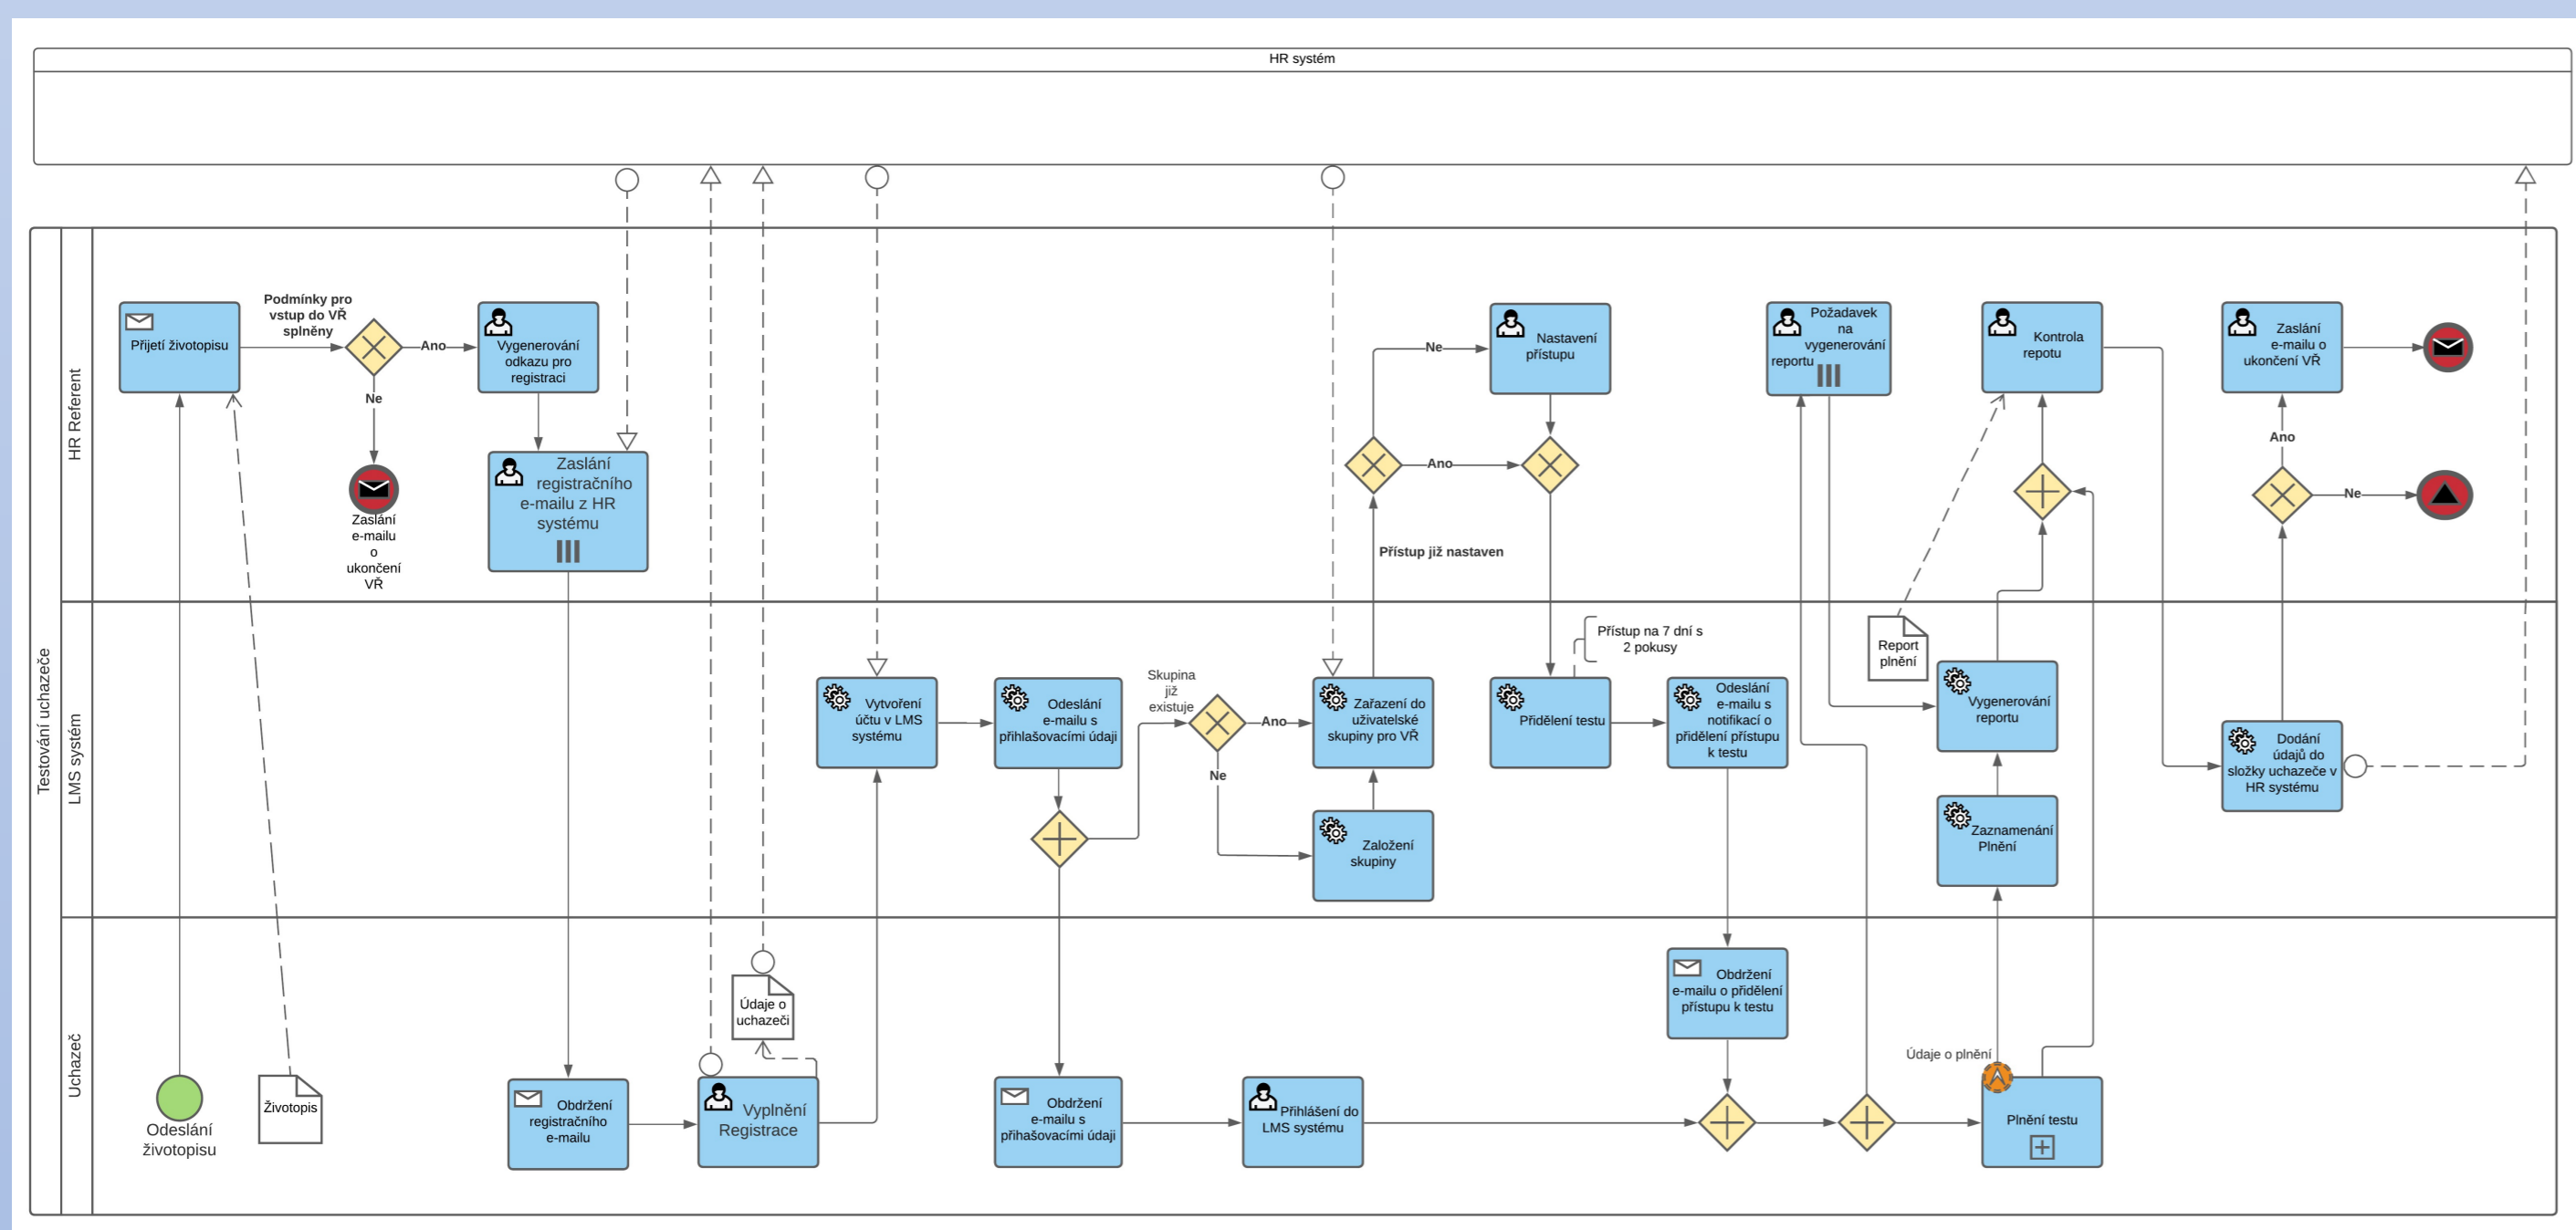 HR systém
Testování uchazeče
HR Referent
Přijetí životopisu
Podmínky pro
vstup do VŘ
splněny
Ano
Ne
Zaslání
e-mailu
o
ukončení
VŘ
Vygenerování
odkazu pro
registraci
Zaslání
registračního
e-mailu z HR
systému
Ne
Nastavení
přístupu
Ano
Přístup již nastaven
Požadavek
na
vygenerování
reportu
Kontrola
repotu
Zaslání
e-mailu o
ukončení VŘ
Ano
Ne
LMS systém
Vytvoření
účtu v LMS
systému
Odeslání
e-mailu s
přihlašovacími údaji
Skupina
již
existuje
Ano
Ne
Zařazení do
uživatelské
skupiny pro VŘ
Založení
skupiny
Přístup na 7 dní s
2 pokusy
Přidělení testu
Odeslání
e-mailu s
notifikací o
přidělení přístupu
k testu
Report
plnění
Vygenerování
reportu
Zaznamenání
Plnění
Dodání
údajů do
složky uchazeče v
HR systému
Uchazeč
Odeslání
životopisu
Životopis
Obdržení
registračního
e-mailu
Vyplnění
Registrace
Údaje o
uchazeči
Obdržení
e-mailu s
přihašovacími údaji
Přihlášení do
LMS systému
Obdržení
e-mailu o přidělení
přístupu k testu
Údaje o plnění
Plnění testu